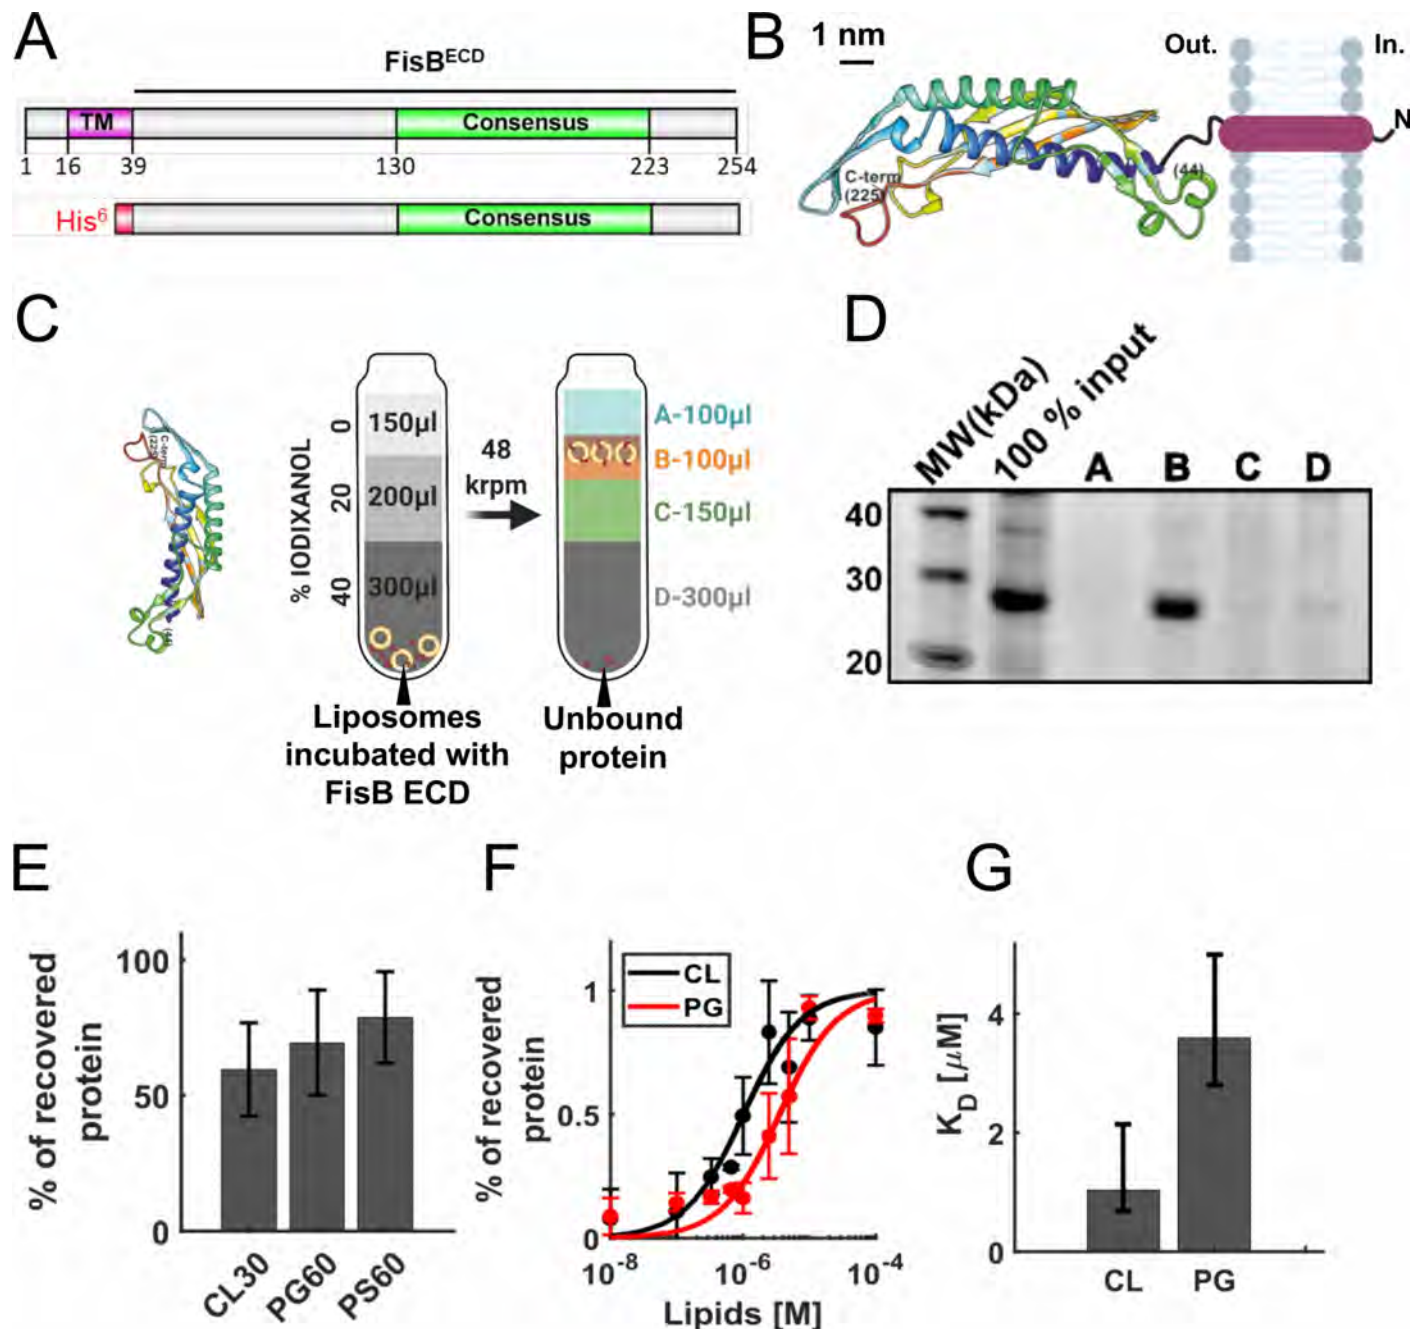 A
FisB^ECD
TM
Consensus
1 16 39 130 223 254
His⁶
Consensus
B
1 nm
Out. In.
N
C-term
(225)
(44)
C
% IODIXANOL
0
20
40
150µl
200µl
300µl
48
krpm
A-100µl
B-100µl
C-150µl
D-300µl
C-term
(225)
(44)
Liposomes
incubated with
FisB ECD
Unbound
protein
D
MW(kDa)
100 % input
A B C D
40
30
20
E
% of recovered
protein
100
50
0
CL30
PG60
PS60
F
% of recovered
protein
1
0.5
0
CL
PG
10⁻⁸ 10⁻⁶ 10⁻⁴
Lipids [M]
G
K_D [µM]
4
2
0
CL PG